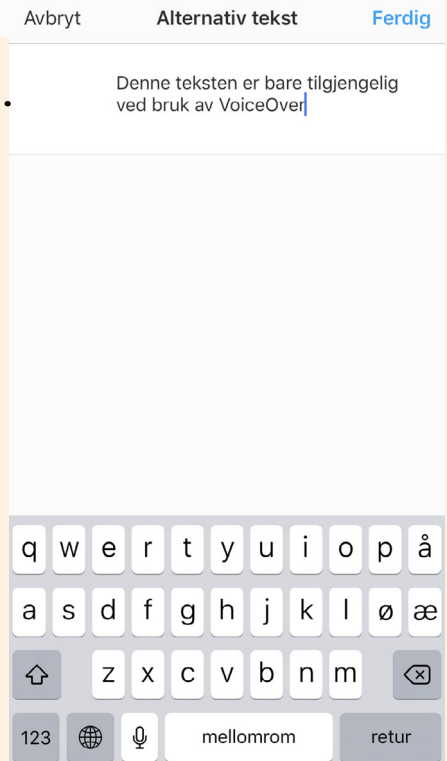 Avbryt Alternativ tekst Ferdig
Denne teksten er bare tilgjengelig
ved bruk av VoiceOver
q w e r t y u i o p å
a s d f g h j k l ø æ
z x c v b n m
123 mellomrom retur